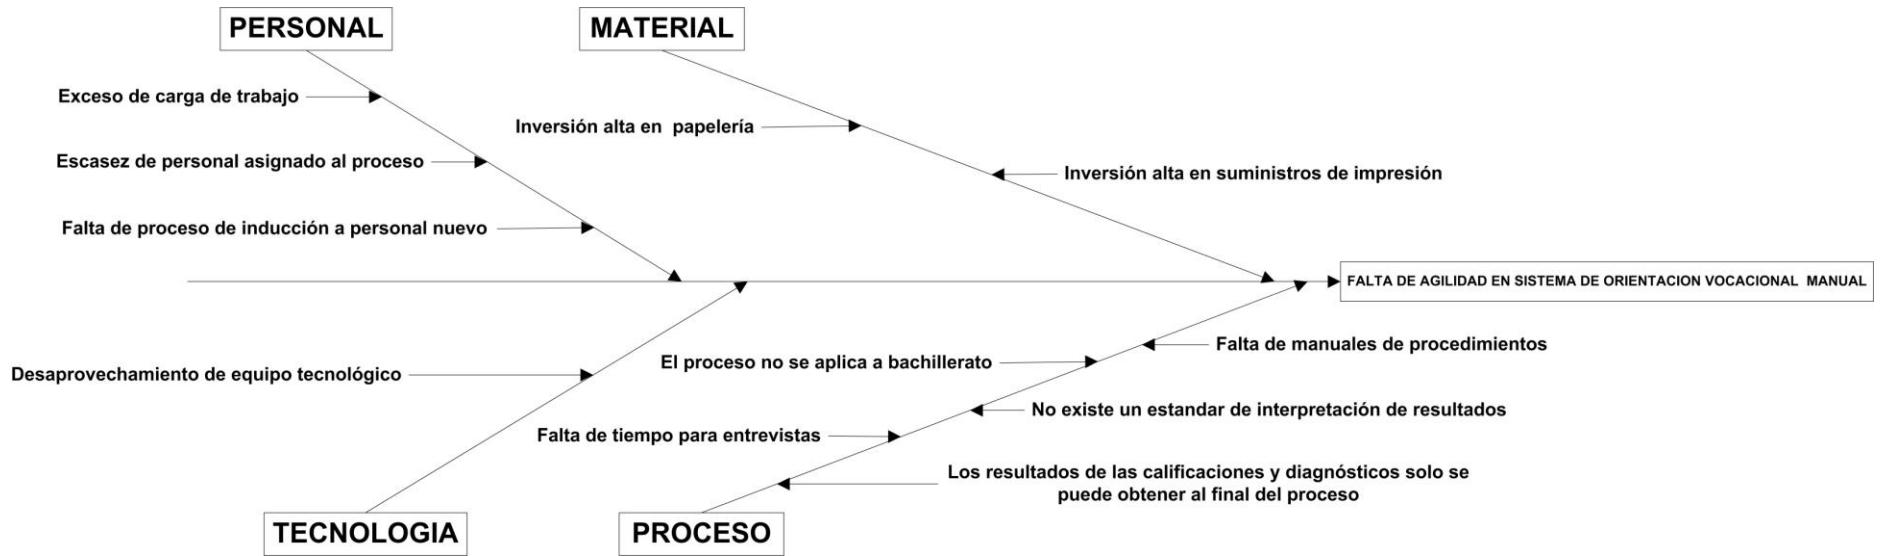 PERSONAL
MATERIAL
Exceso de carga de trabajo
Inversión alta en papelería
Escasez de personal asignado al proceso
Inversión alta en suministros de impresión
Falta de proceso de inducción a personal nuevo
FALTA DE AGILIDAD EN SISTEMA DE ORIENTACION VOCACIONAL MANUAL
Falta de manuales de procedimientos
El proceso no se aplica a bachillerato
Desaprovechamiento de equipo tecnológico
No existe un estandar de interpretación de resultados
Falta de tiempo para entrevistas
Los resultados de las calificaciones y diagnósticos solo se
puede obtener al final del proceso
TECNOLOGIA
PROCESO